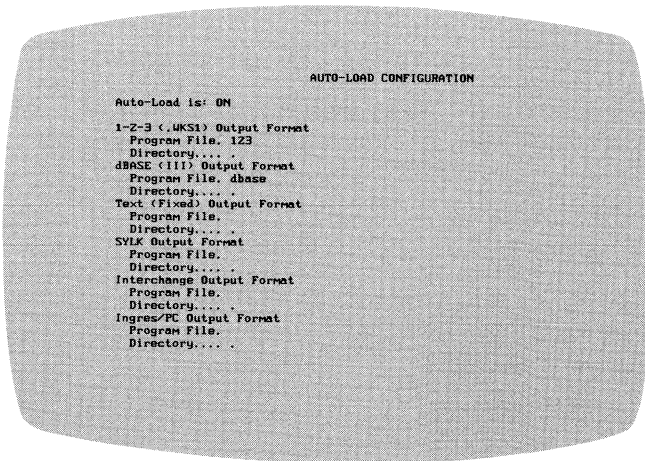 AUTO-LOAD CONFIGURATION
Auto-Load is: ON
1-2-3 (.WKS1) Output Format
Program File. 123
Directory.... .
dBASE (III) Output Format
Program File. dbase
Directory.... .
Text (Fixed) Output Format
Program File.
Directory.... .
SYLK Output Format
Program File.
Directory.... .
Interchange Output Format
Program File.
Directory.... .
Ingres/PC Output Format
Program File.
Directory.... .